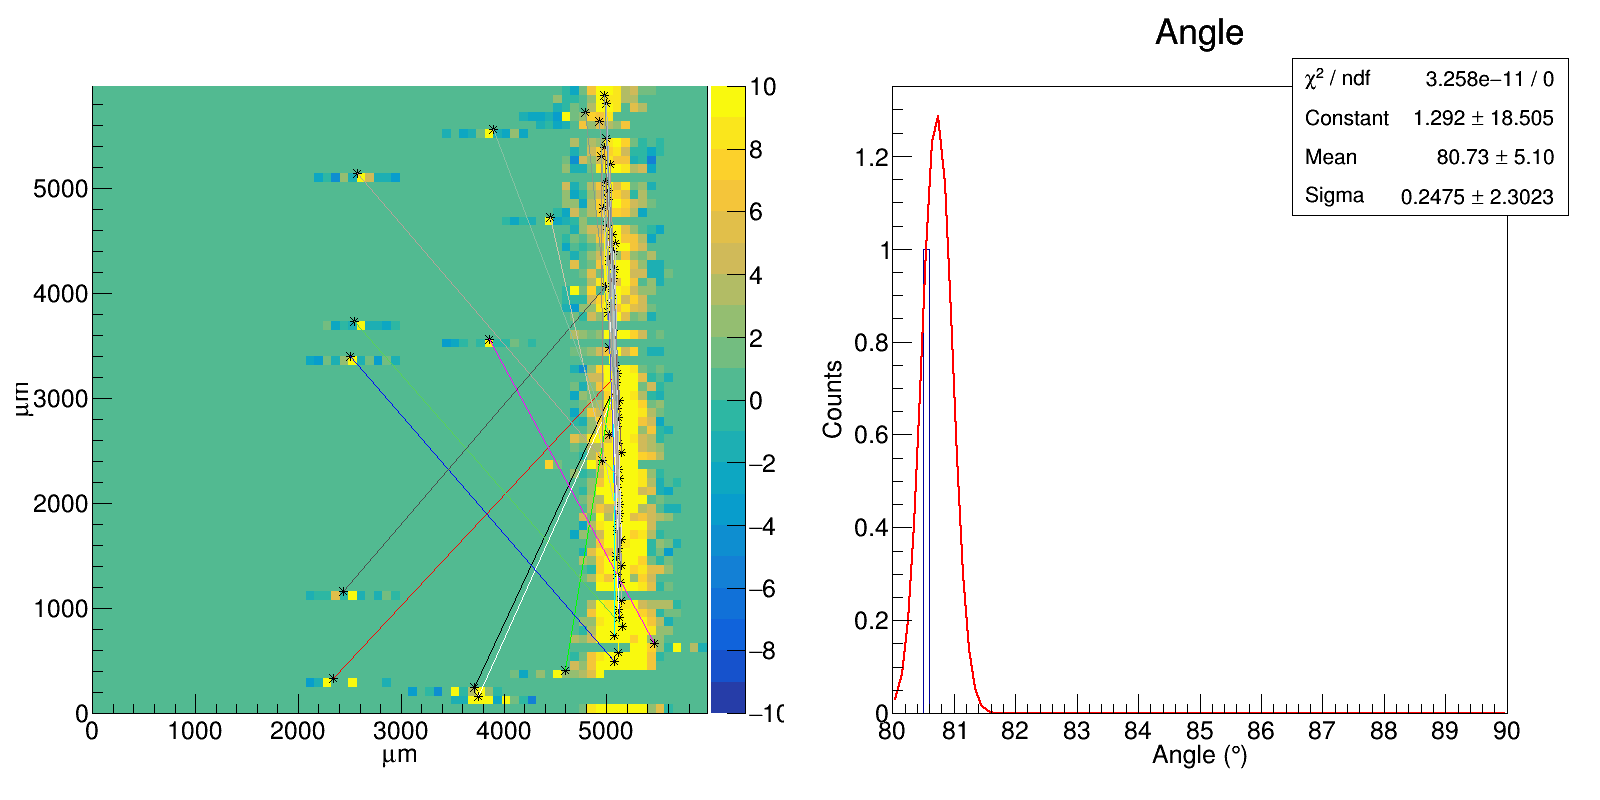 Angle
χ² / ndf 3.258e−11 / 0
Constant 1.292 ± 18.505
Mean 80.73 ± 5.10
Sigma 0.2475 ± 2.3023
μm
5000
4000
3000
2000
1000
0
0 1000 2000 3000 4000 5000
μm
10
8
6
4
2
0
−2
−4
−6
−8
Counts
1.2
1
0.8
0.6
0.4
0.2
0
80 81 82 83 84 85 86 87 88 89 90
Angle (°)